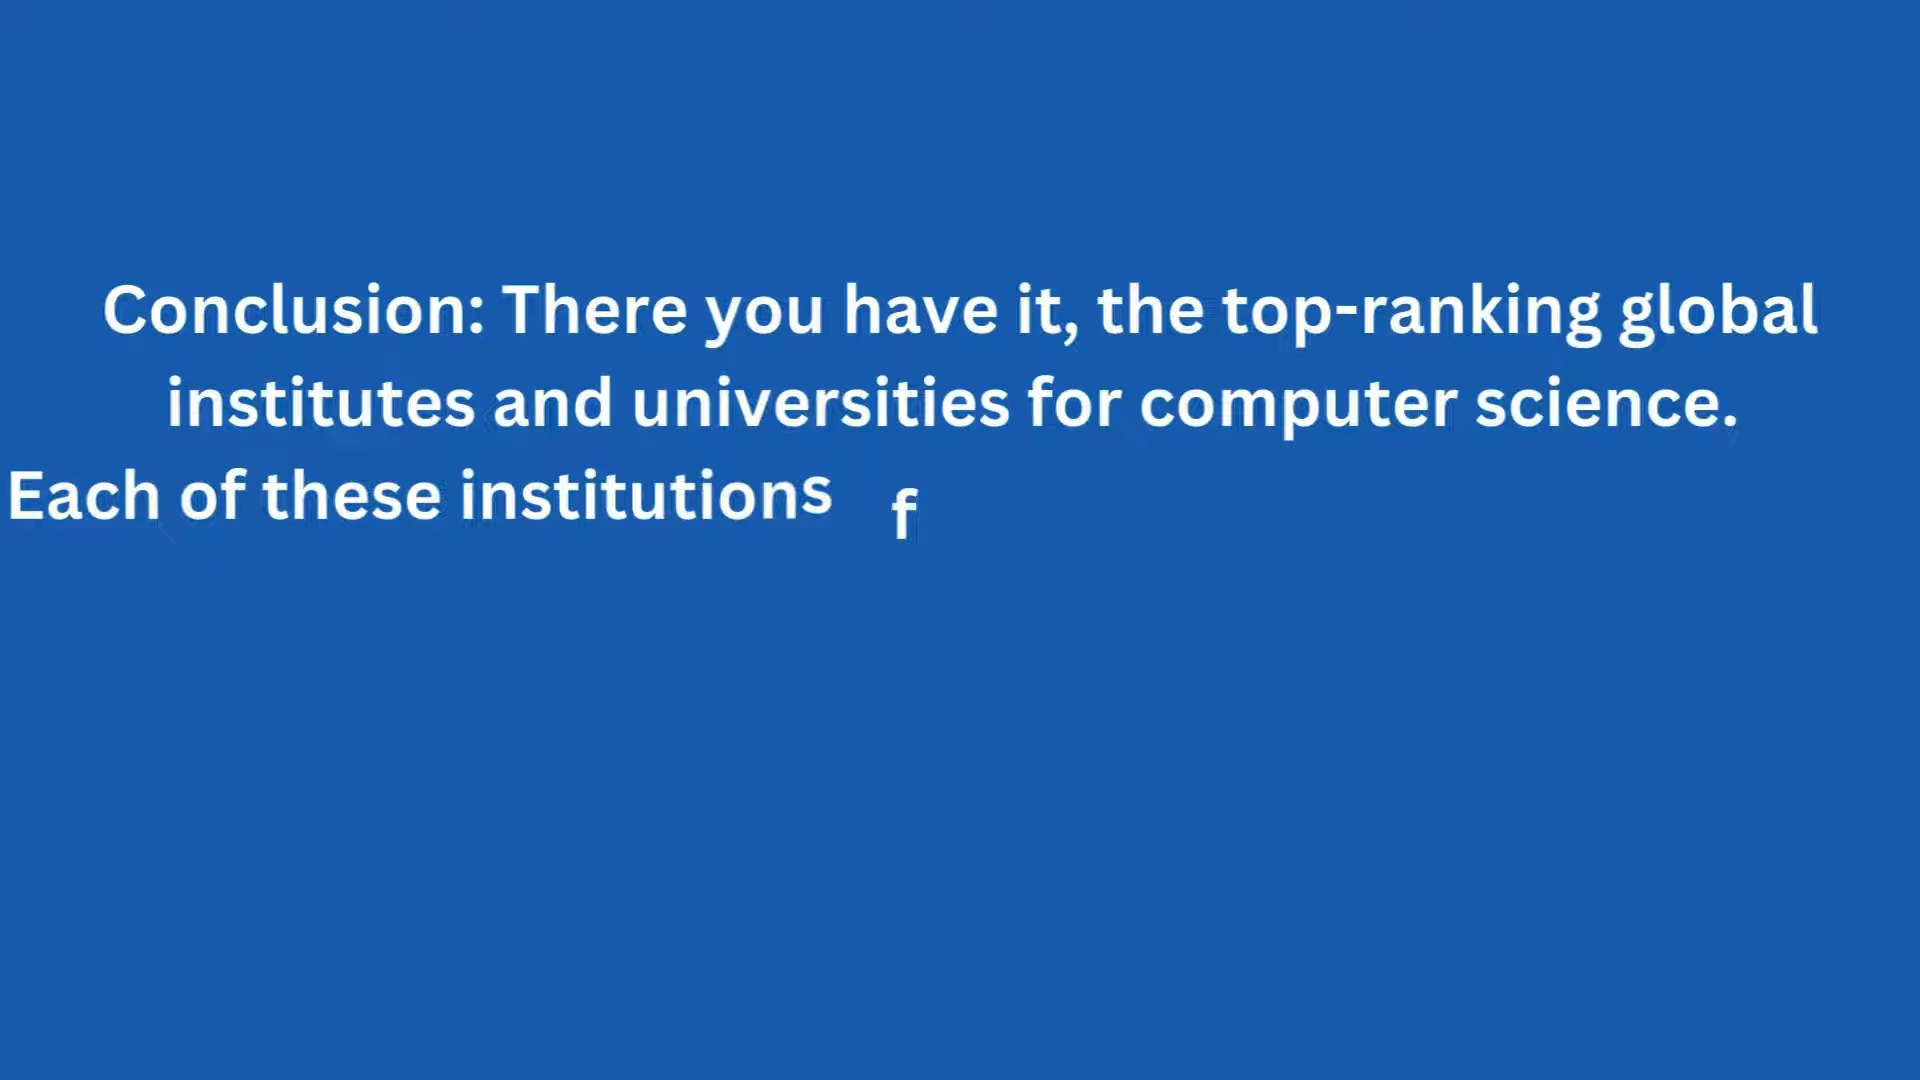 Conclusion: There you have it, the top-ranking global
institutes and universities for computer science.
Each of these institutions f